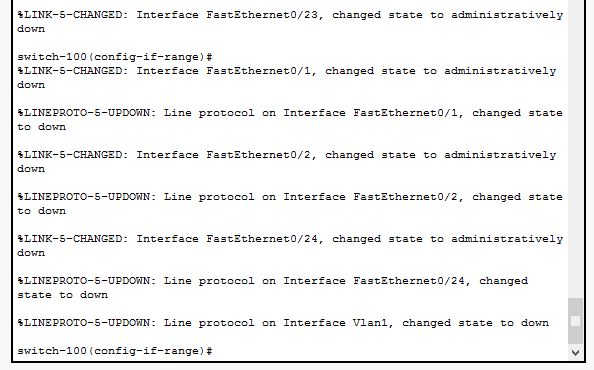 %LINK-5-CHANGED: Interface FastEthernet0/23, changed state to administratively
down
switch-100(config-if-range)#
%LINK-5-CHANGED: Interface FastEthernet0/1, changed state to administratively
down
%LINEPROTO-5-UPDOWN: Line protocol on Interface FastEthernet0/1, changed state
to down
%LINK-5-CHANGED: Interface FastEthernet0/2, changed state to administratively
down
%LINEPROTO-5-UPDOWN: Line protocol on Interface FastEthernet0/2, changed state
to down
%LINK-5-CHANGED: Interface FastEthernet0/24, changed state to administratively
down
%LINEPROTO-5-UPDOWN: Line protocol on Interface FastEthernet0/24, changed
state to down
%LINEPROTO-5-UPDOWN: Line protocol on Interface Vlan1, changed state to down
switch-100(config-if-range)#